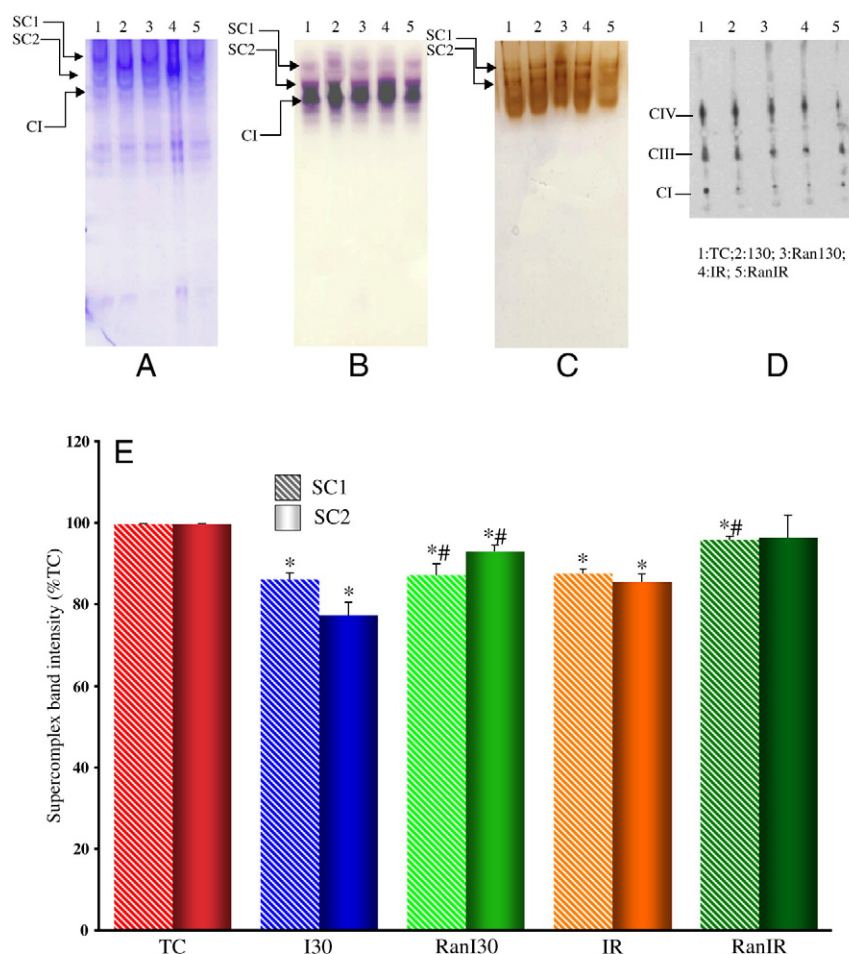 SC1
SC2
CI
1 2 3 4 5
A
SC1
SC2
CI
1 2 3 4 5
B
SC1
SC2
1 2 3 4 5
C
1 2 3 4 5
CIV
CIII
CI
1:TC;2:I30; 3:RanI30;
4:IR; 5:RanIR
D
E
SC1
SC2
Supercomplex band intensity (%TC)
120
100
80
60
40
20
0
*
*
*#
*#
*
*
*#
TC I30 RanI30 IR RanIR